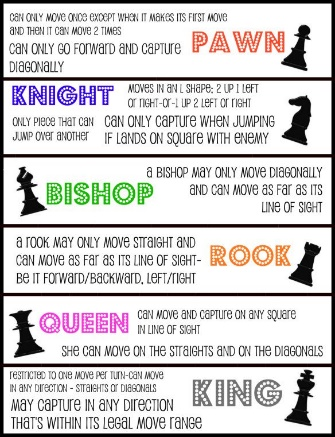 CAN ONLY MOVE ONCE EXCEPT WHEN IT MAKES ITS FIRST MOVE
AND THEN IT CAN MOVE 2 TIMES
CAN ONLY GO FORWARD AND CAPTURE
DIAGONALLY
PAWN
KNIGHT
MOVES IN AN L SHAPE; 2 UP 1 LEFT
OR RIGHT-OR-1 UP 2 LEFT OR RIGHT
ONLY PIECE THAT CAN
JUMP OVER ANOTHER
CAN ONLY CAPTURE WHEN JUMPING
IF LANDS ON SQUARE WITH ENEMY
BISHOP
A BISHOP MAY ONLY MOVE DIAGONALLY
AND CAN MOVE AS FAR AS ITS
LINE OF SIGHT
A ROOK MAY ONLY MOVE STRAIGHT AND
CAN MOVE AS FAR AS ITS LINE OF SIGHT-
BE IT FORWARD/BACKWARD, LEFT/RIGHT
ROOK
QUEEN
CAN MOVE AND CAPTURE ON ANY SQUARE
IN LINE OF SIGHT
SHE CAN MOVE ON THE STRAIGHTS AND ON THE DIAGONALS
RESTRICTED TO ONE MOVE PER TURN-CAN MOVE
IN ANY DIRECTION - STRAIGHTS OR DIAGONALS
MAY CAPTURE IN ANY DIRECTION
THAT'S WITHIN ITS LEGAL MOVE RANGE
KING